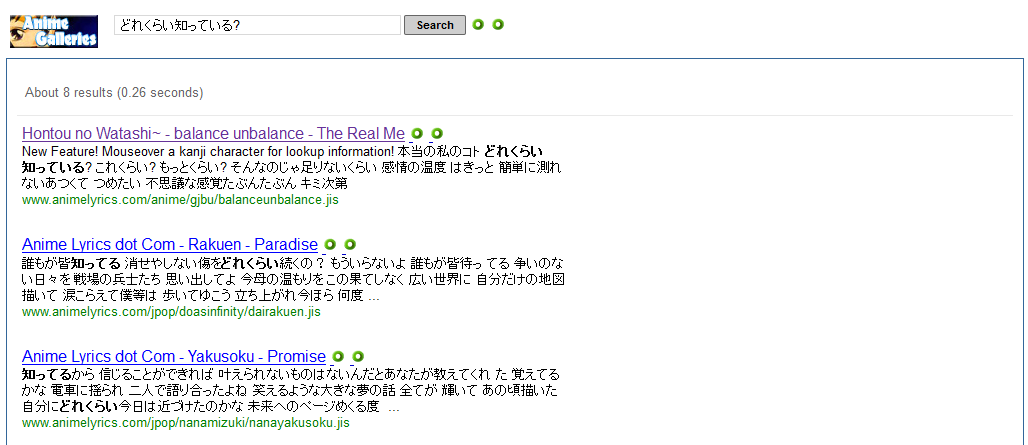 Anime
Galleries
どれくらい知っている?
Search
About 8 results (0.26 seconds)
Hontou no Watashi~ - balance unbalance - The Real Me
New Feature! Mouseover a kanji character for lookup information! 本当の私のコト どれくらい
知っている? これくらい? もっとくらい? そんなのじゃ足りないくらい 感情の温度 はぎっと 簡単に測れ
ないあつくて つめたい 不思議な感覚たぶんたぶん キミ次第
www.animelyrics.com/anime/gjbu/balanceunbalance.jis
Anime Lyrics dot Com - Rakuen - Paradise
誰もが皆知ってる 消せやしない傷をどれくらい続くの？ もういらないよ 誰もが皆待っ てる 争いのな
い日々を 戦場の兵士たち 思い出してよ 今母の温もりをこの果てしなく 広い世界に 自分だけの地図
描いて 涙こらえて僕等は 歩いてゆこう 立ち上がれ今ほら 何度 ...
www.animelyrics.com/jpop/doasinfinity/dairakuen.jis
Anime Lyrics dot Com - Yakusoku - Promise
知ってるから 信じることができれば 叶えられないものはないんだとあなたが教えてくれ た 覚えてる
かな 電車に揺られ 二人で語り合ったよね 笑えるような大きな夢の話 全てが 輝いて あの頃描いた
自分にどれくらい今日は近づけたのかな 未来へのページめくる度 ...
www.animelyrics.com/jpop/nanamizuki/nanayakusoku.jis